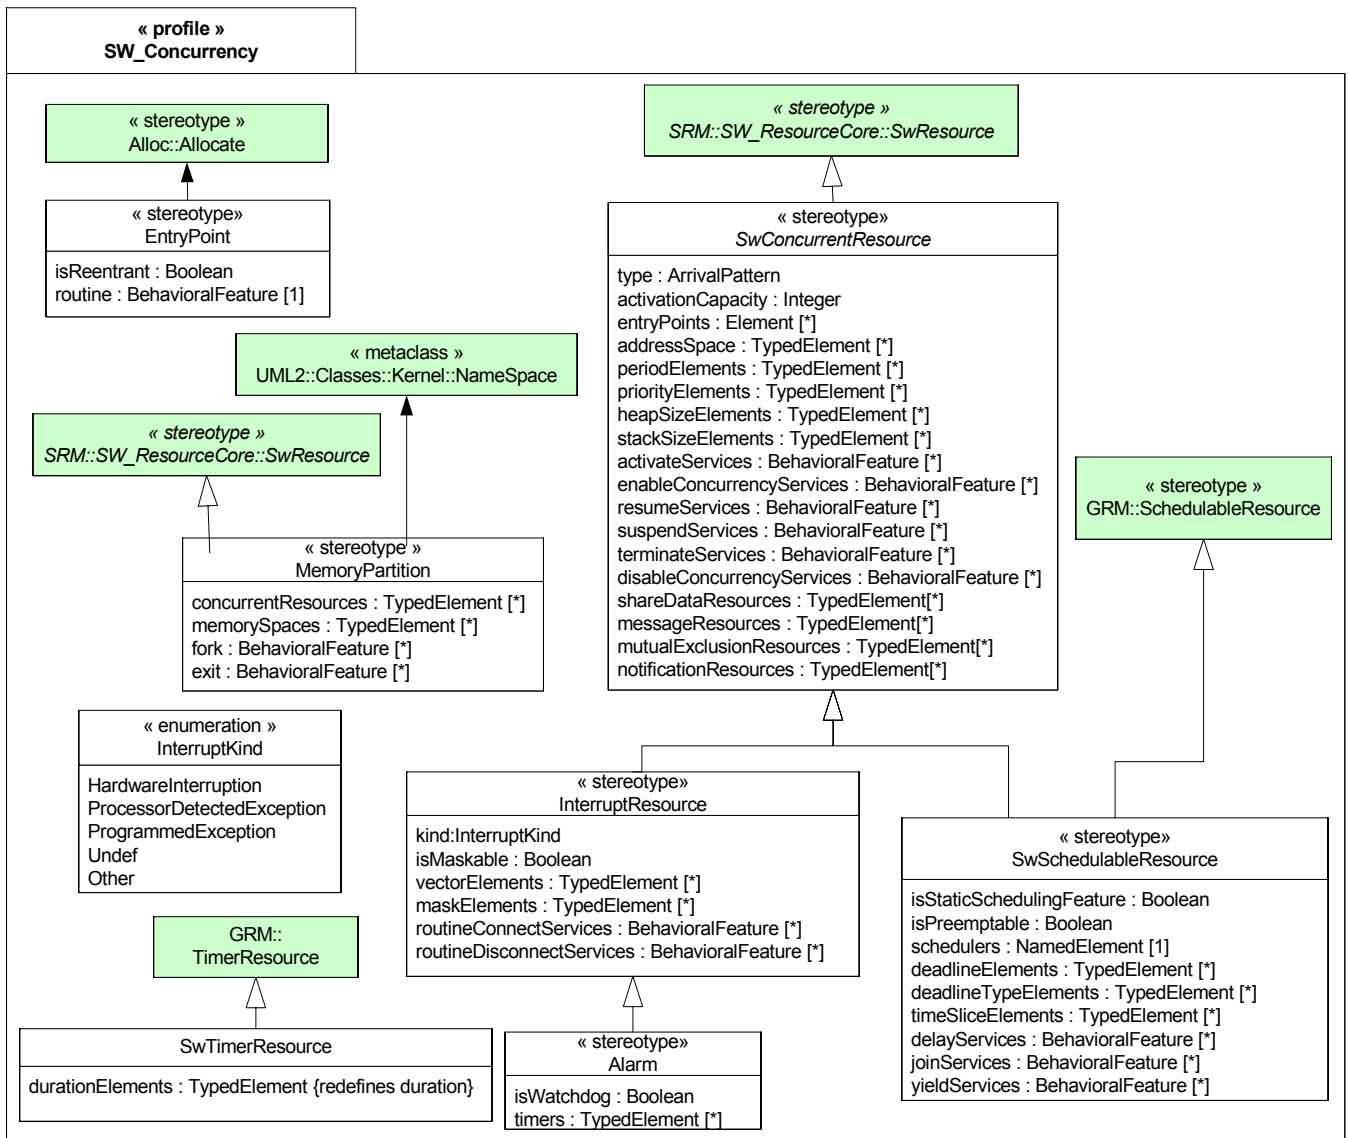 « profile »
SW_Concurrency
« stereotype »
Alloc::Allocate
« stereotype»
EntryPoint
isReentrant : Boolean
routine : BehavioralFeature [1]
« metaclass »
UML2::Classes::Kernel::NameSpace
« stereotype »
SRM::SW_ResourceCore::SwResource
« stereotype »
MemoryPartition
concurrentResources : TypedElement [*]
memorySpaces : TypedElement [*]
fork : BehavioralFeature [*]
exit : BehavioralFeature [*]
« enumeration »
InterruptKind
HardwareInterruption
ProcessorDetectedException
ProgrammedException
Undef
Other
GRM::
TimerResource
SwTimerResource
durationElements : TypedElement {redefines duration}
« stereotype »
SRM::SW_ResourceCore::SwResource
« stereotype»
SwConcurrentResource
type : ArrivalPattern
activationCapacity : Integer
entryPoints : Element [*]
addressSpace : TypedElement [*]
periodElements : TypedElement [*]
priorityElements : TypedElement [*]
heapSizeElements : TypedElement [*]
stackSizeElements : TypedElement [*]
activateServices : BehavioralFeature [*]
enableConcurrencyServices : BehavioralFeature [*]
resumeServices : BehavioralFeature [*]
suspendServices : BehavioralFeature [*]
terminateServices : BehavioralFeature [*]
disableConcurrencyServices : BehavioralFeature [*]
shareDataResources : TypedElement[*]
messageResources : TypedElement[*]
mutualExclusionResources : TypedElement[*]
notificationResources : TypedElement[*]
« stereotype »
GRM::SchedulableResource
« stereotype»
InterruptResource
kind:InterruptKind
isMaskable : Boolean
vectorElements : TypedElement [*]
maskElements : TypedElement [*]
routineConnectServices : BehavioralFeature [*]
routineDisconnectServices : BehavioralFeature [*]
« stereotype»
Alarm
isWatchdog : Boolean
timers : TypedElement [*]
« stereotype»
SwSchedulableResource
isStaticSchedulingFeature : Boolean
isPreemptable : Boolean
schedulers : NamedElement [1]
deadlineElements : TypedElement [*]
deadlineTypeElements : TypedElement [*]
timeSliceElements : TypedElement [*]
delayServices : BehavioralFeature [*]
joinServices : BehavioralFeature [*]
yieldServices : BehavioralFeature [*]